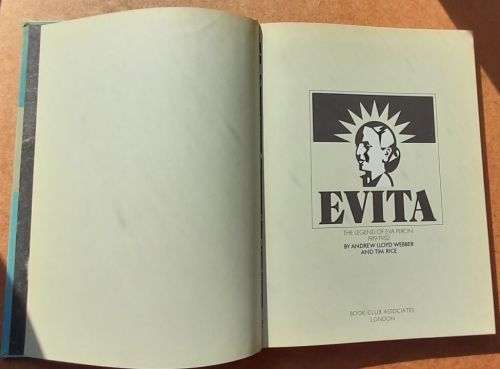 EVITA
THE LEGEND OF EVA PERON
1919-1952
BY ANDREW LLOYD WEBBER
AND TIM RICE
BOOK CLUB ASSOCIATES
LONDON